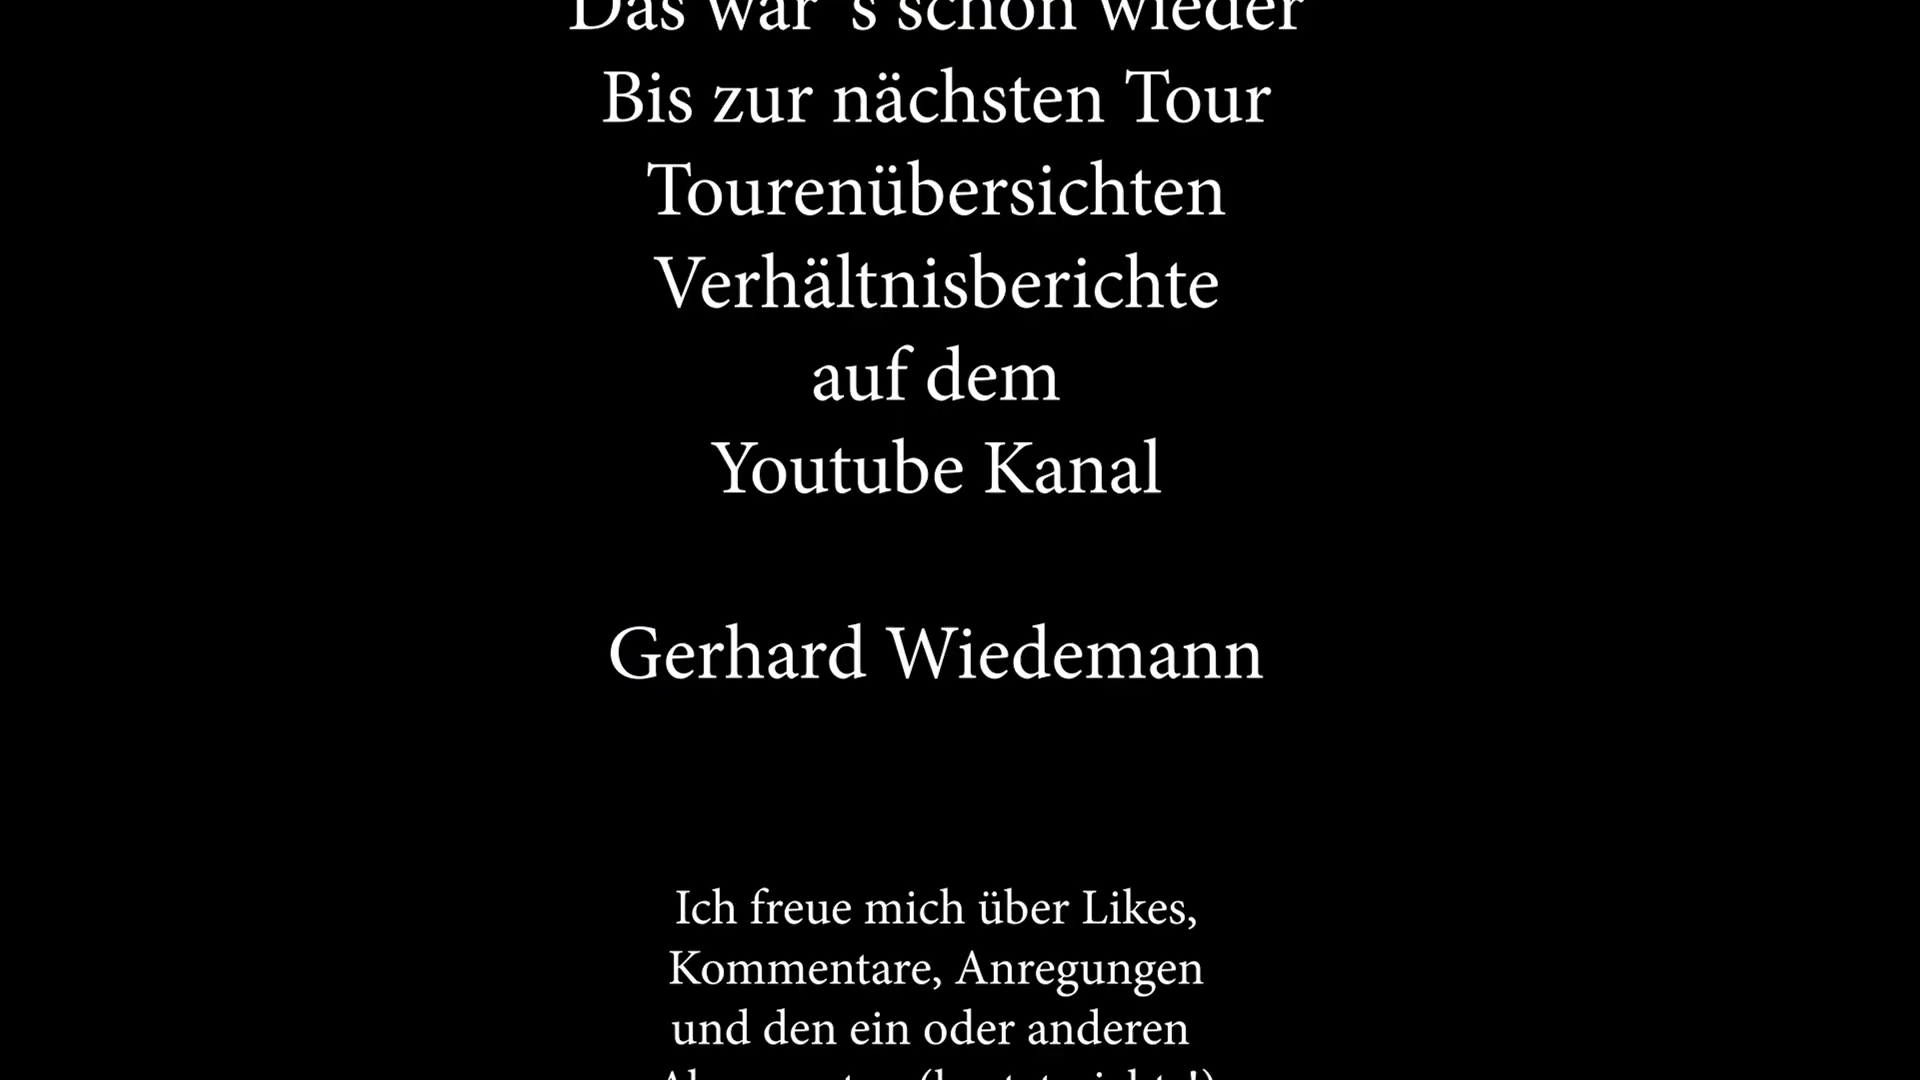 Das war´s schon wieder
Bis zur nächsten Tour
Tourenübersichten
Verhältnisberichte
auf dem
Youtube Kanal
Gerhard Wiedemann
Ich freue mich über Likes,
Kommentare, Anregungen
und den ein oder anderen